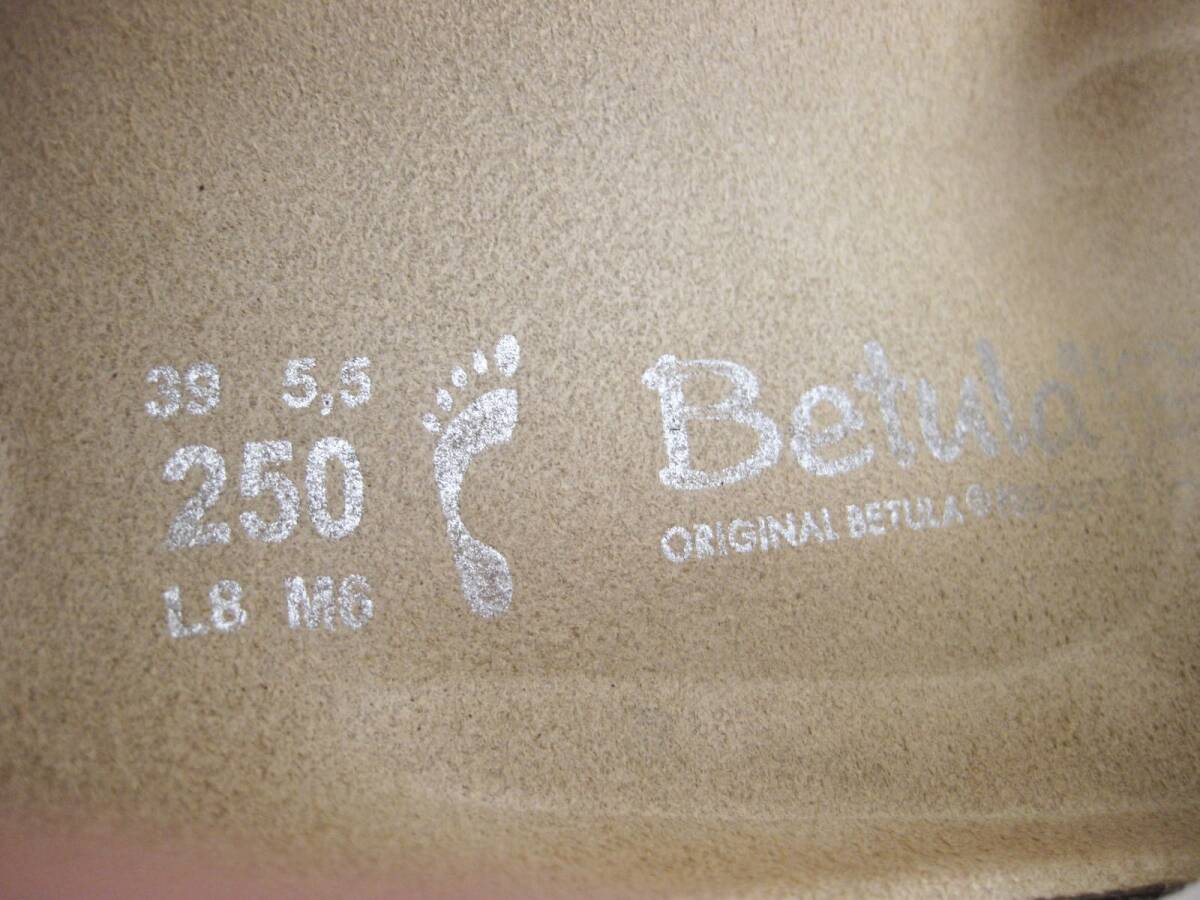 39 5,5
250
L8 M6
Betula
ORIGINAL BETULA®